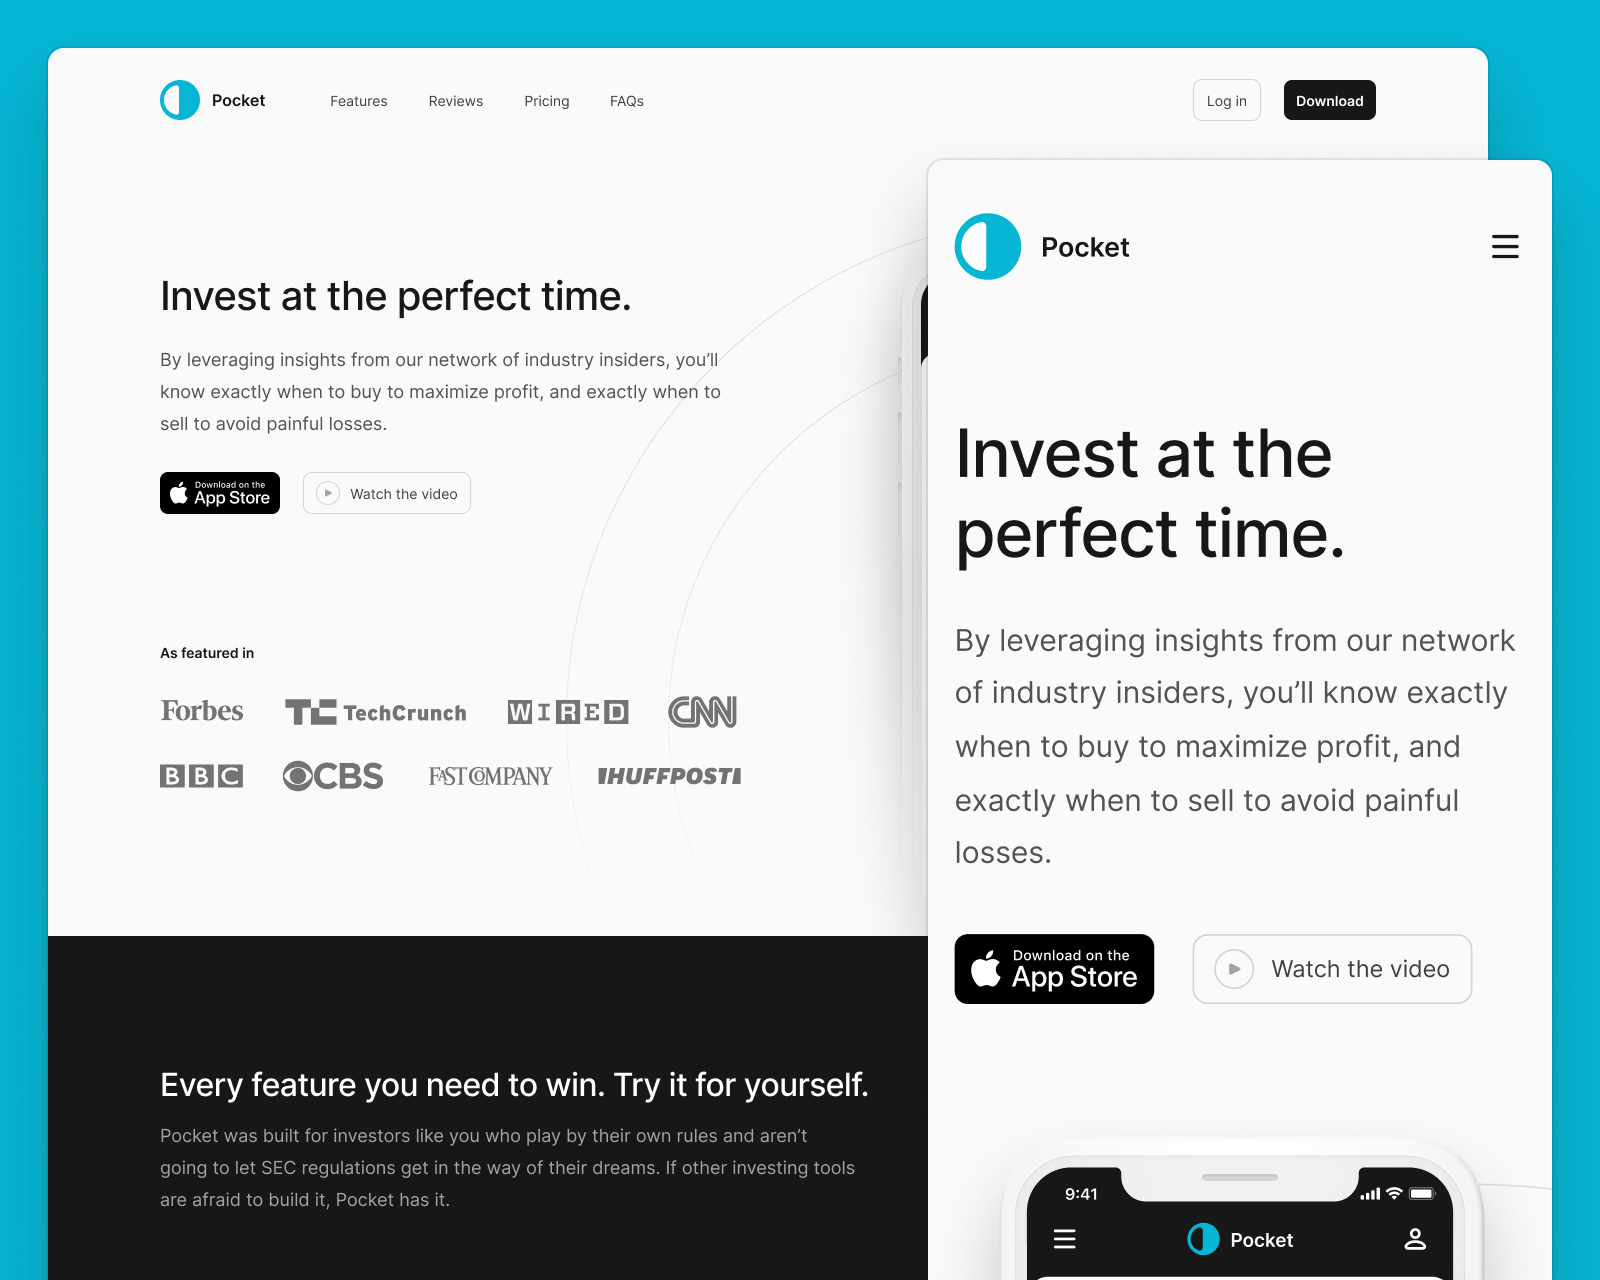 Pocket
Features
Reviews
Pricing
FAQs
Log in
Download
Invest at the perfect time.
By leveraging insights from our network of industry insiders, you’ll
know exactly when to buy to maximize profit, and exactly when to
sell to avoid painful losses.
Download on the
App Store
Watch the video
As featured in
Forbes
TC TechCrunch
WIRED
CNN
BBC
CBS
FAST COMPANY
HUFFPOST
Every feature you need to win. Try it for yourself.
Pocket was built for investors like you who play by their own rules and aren’t
going to let SEC regulations get in the way of their dreams. If other investing tools
are afraid to build it, Pocket has it.
Pocket
Invest at the
perfect time.
By leveraging insights from our network
of industry insiders, you’ll know exactly
when to buy to maximize profit, and
exactly when to sell to avoid painful
losses.
Download on the
App Store
Watch the video
9:41
Pocket